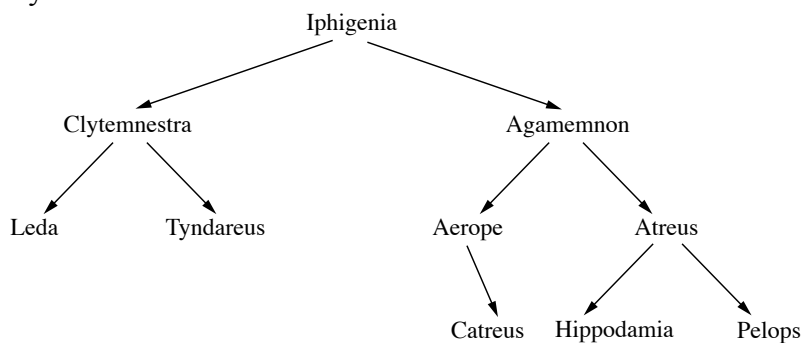 Iphigenia
Clytemnestra Agamemnon
Leda Tyndareus Aerope Atreus
Catreus Hippodamia Pelops